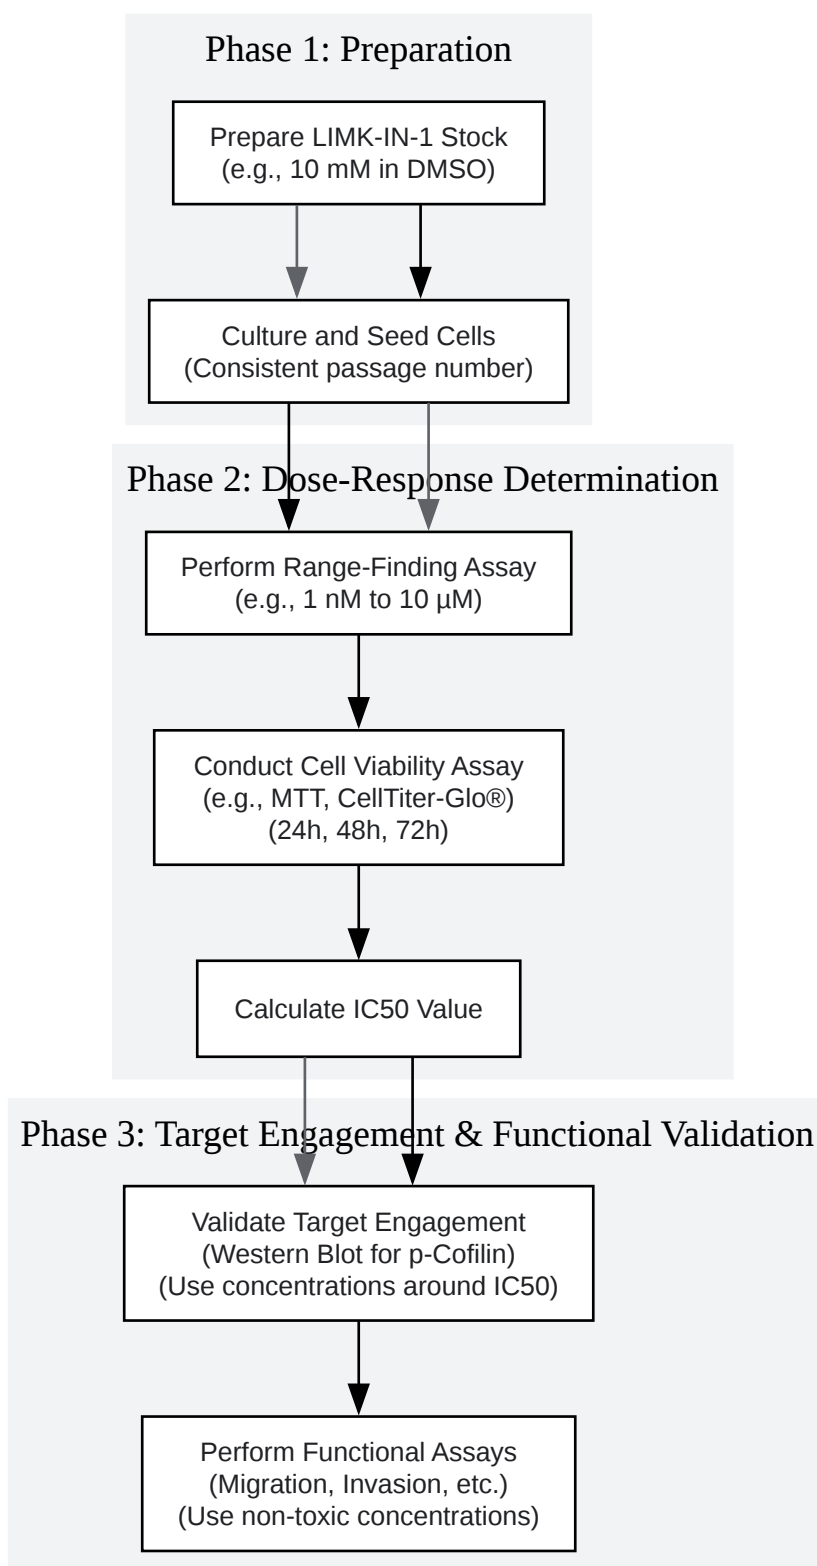 Phase 1: Preparation
Prepare LIMK-IN-1 Stock
(e.g., 10 mM in DMSO)
Culture and Seed Cells
(Consistent passage number)
Phase 2: Dose-Response Determination
Perform Range-Finding Assay
(e.g., 1 nM to 10 µM)
Conduct Cell Viability Assay
(e.g., MTT, CellTiter-Glo®)
(24h, 48h, 72h)
Calculate IC50 Value
Phase 3: Target Engagement & Functional Validation
Validate Target Engagement
(Western Blot for p-Cofilin)
(Use concentrations around IC50)
Perform Functional Assays
(Migration, Invasion, etc.)
(Use non-toxic concentrations)